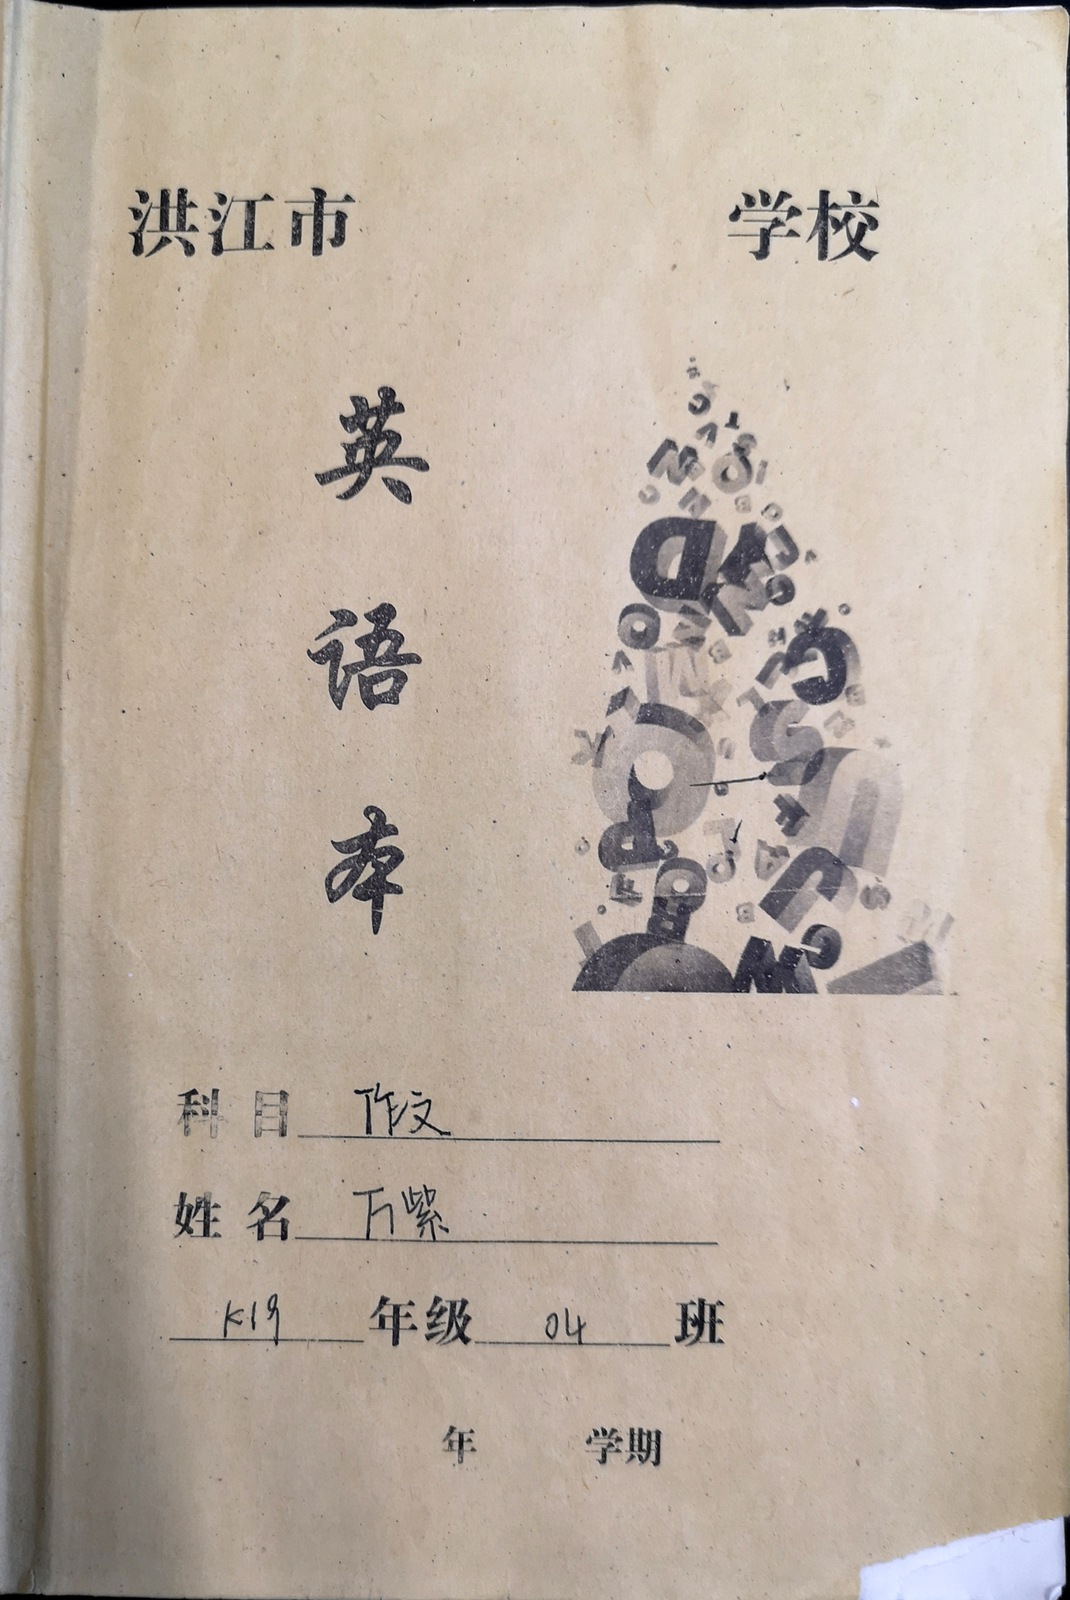 洪江市 学校
英语本
科目 作文
姓名 万紫
K19 年级 04 班
年 学期